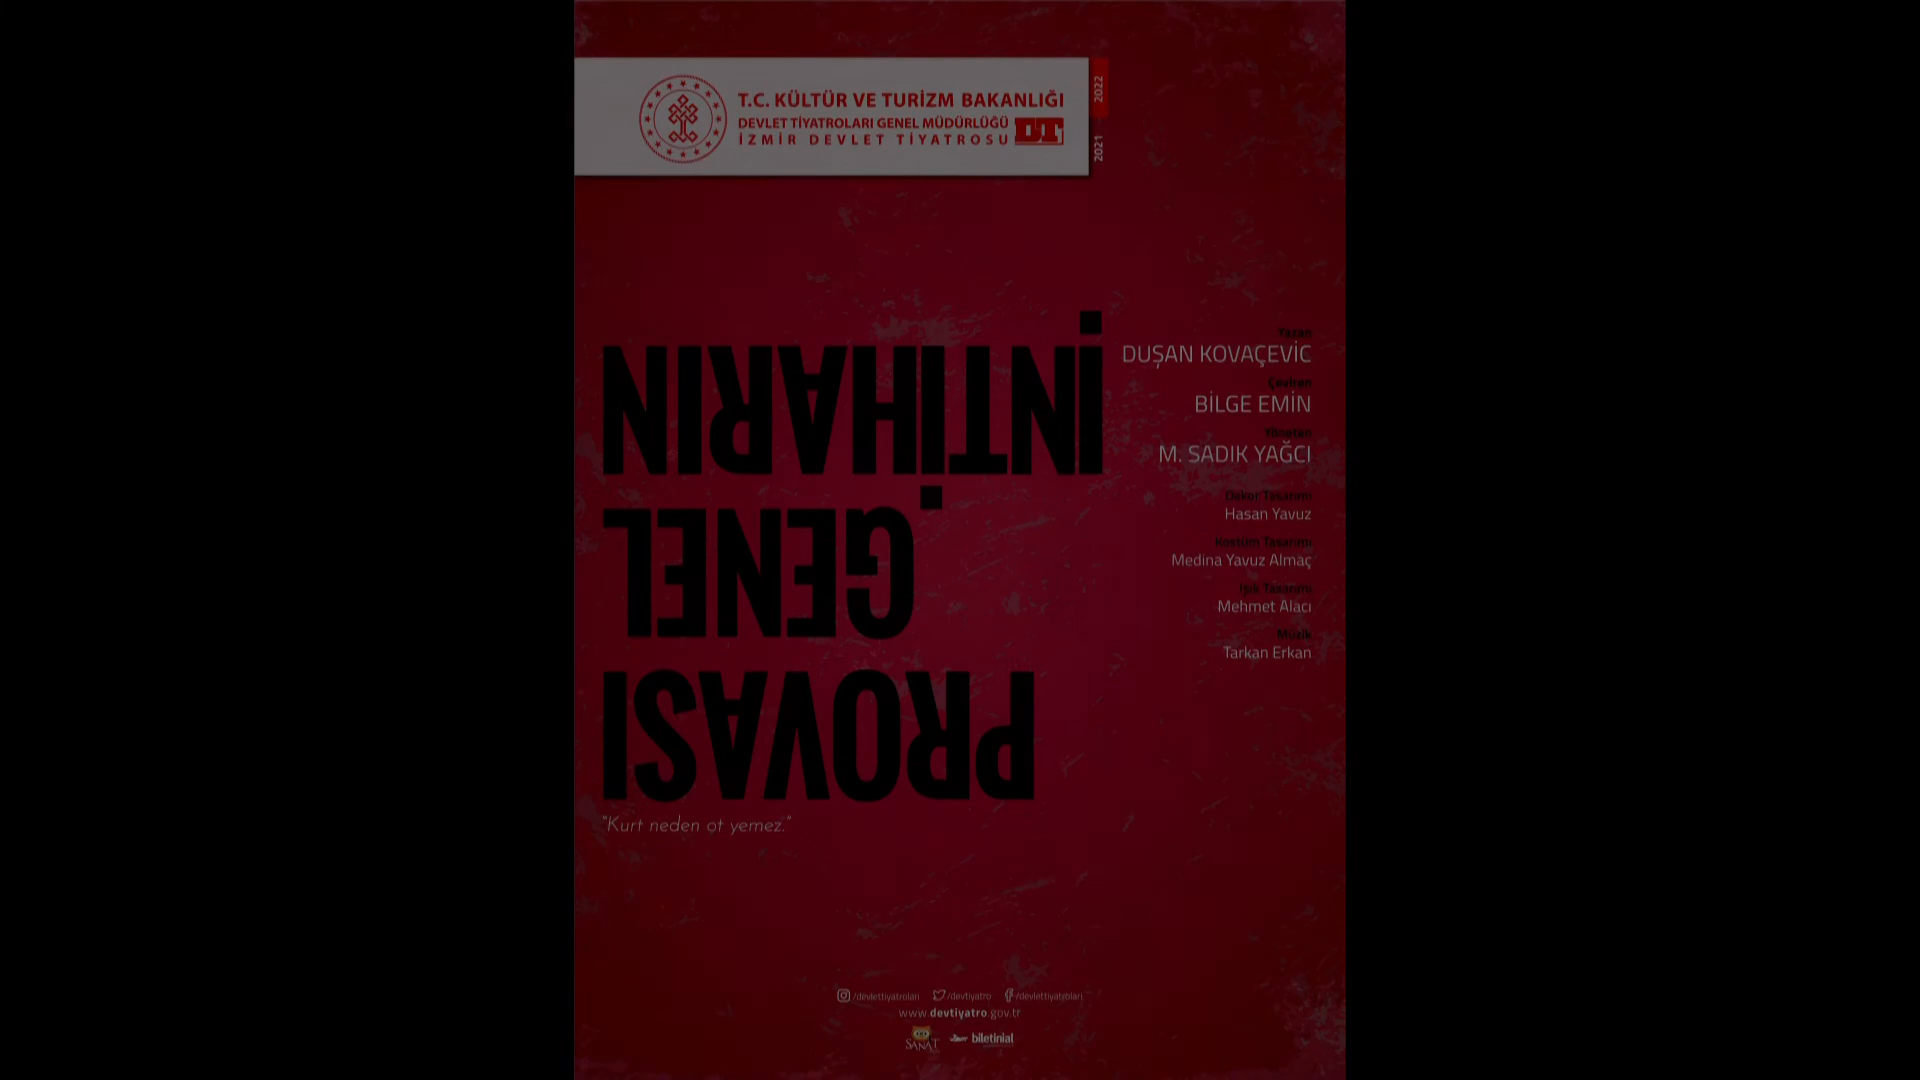 T.C. KÜLTÜR VE TURİZM BAKANLIĞI
DEVLET TİYATROLARI GENEL MÜDÜRLÜĞÜ
İZMİR DEVLET TİYATROSU
DT
2022
2021
İNTİHARIN
GENEL
PROVASI
"Kurt neden ot yemez."
Yazan
DUŞAN KOVAÇEVİC
Çeviren
BİLGE EMİN
Yöneten
M. SADIK YAĞCI
Dekor Tasarımı
Hasan Yavuz
Kostüm Tasarımı
Medina Yavuz Almaç
Işık Tasarımı
Mehmet Alacı
Müzik
Tarkan Erkan
/devlettiyatrolari /devtiyatro /devlettiyatrolari
www.devtiyatro.gov.tr
SANAT biletinial